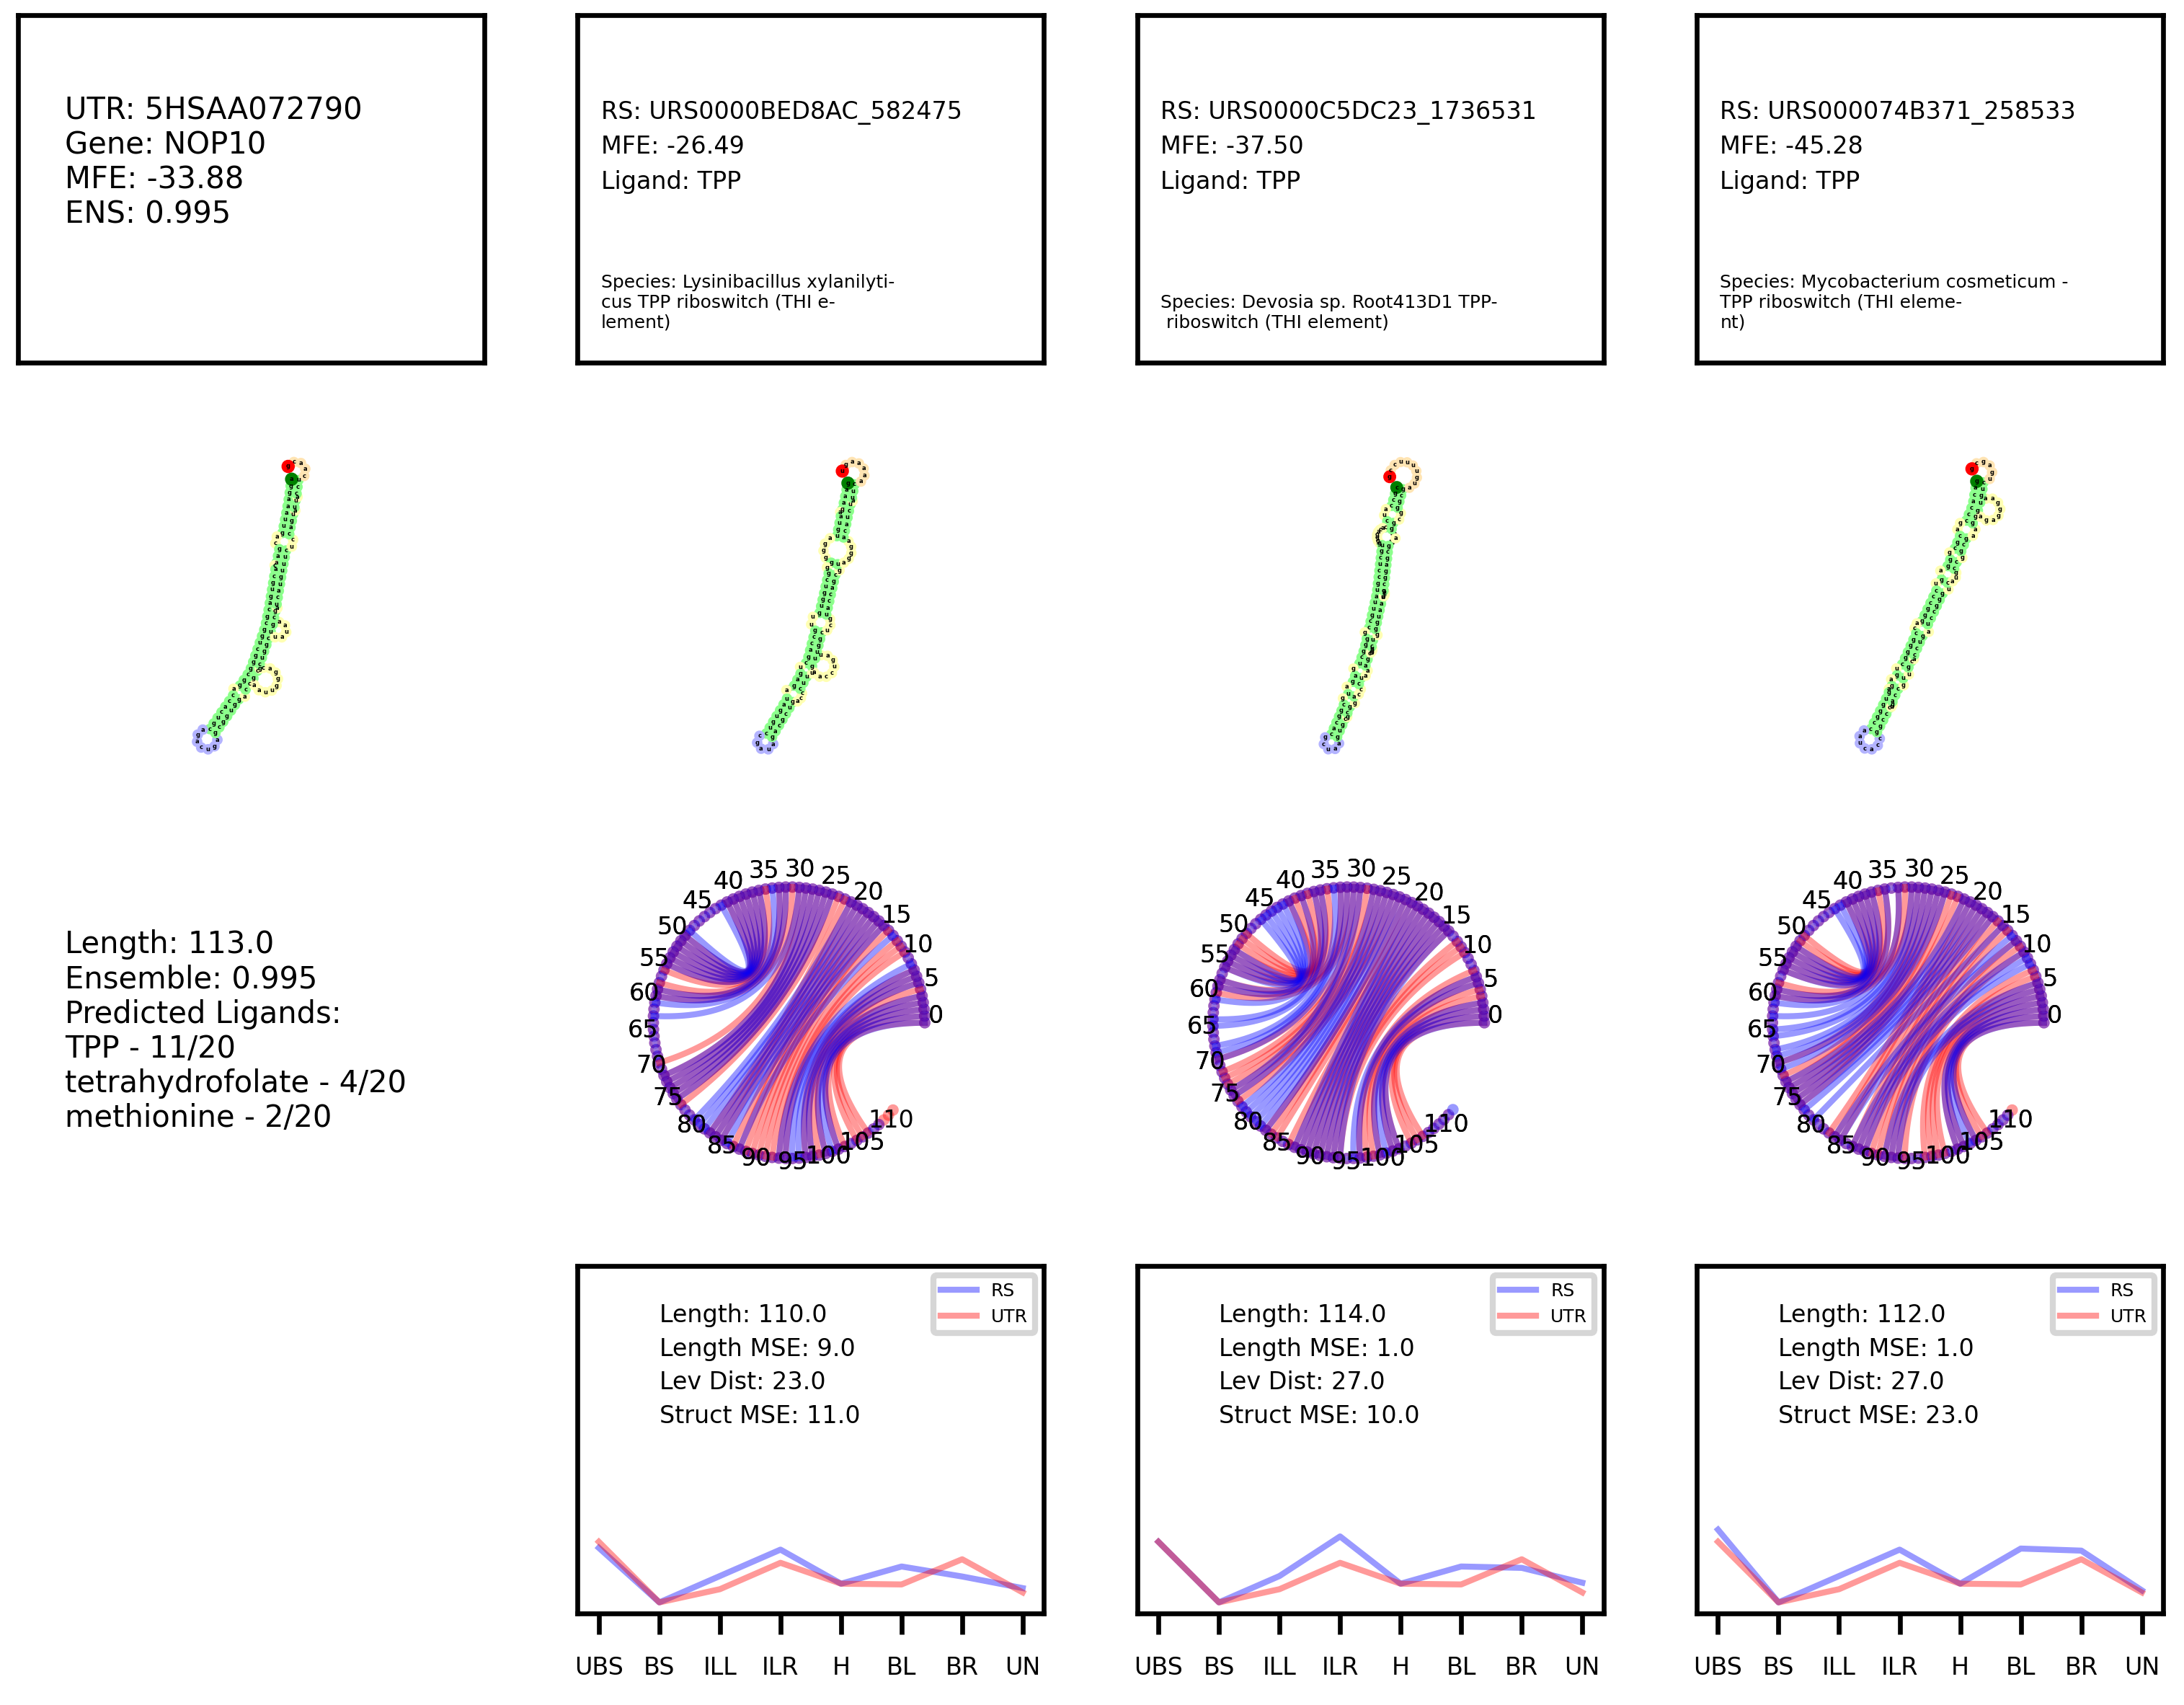 UTR: 5HSAA072790
Gene: NOP10
MFE: -33.88
ENS: 0.995
RS: URS0000BED8AC_582475
MFE: -26.49
Ligand: TPP
Species: Lysinibacillus xylanilyti-
cus TPP riboswitch (THI e-
lement)
RS: URS0000C5DC23_1736531
MFE: -37.50
Ligand: TPP
Species: Devosia sp. Root413D1 TPP-
riboswitch (THI element)
RS: URS000074B371_258533
MFE: -45.28
Ligand: TPP
Species: Mycobacterium cosmeticum -
TPP riboswitch (THI eleme-
nt)
Length: 113.0
Ensemble: 0.995
Predicted Ligands:
TPP - 11/20
tetrahydrofolate - 4/20
methionine - 2/20
0 5 10 15 20 25 30 35 40 45 50 55 60 65 70 75 80 85 90 95 100 105 110
0 5 10 15 20 25 30 35 40 45 50 55 60 65 70 75 80 85 90 95 100 105 110
0 5 10 15 20 25 30 35 40 45 50 55 60 65 70 75 80 85 90 95 100 105 110
RS
UTR
Length: 110.0
Length MSE: 9.0
Lev Dist: 23.0
Struct MSE: 11.0
UBS BS ILL ILR H BL BR UN
RS
UTR
Length: 114.0
Length MSE: 1.0
Lev Dist: 27.0
Struct MSE: 10.0
UBS BS ILL ILR H BL BR UN
RS
UTR
Length: 112.0
Length MSE: 1.0
Lev Dist: 27.0
Struct MSE: 23.0
UBS BS ILL ILR H BL BR UN